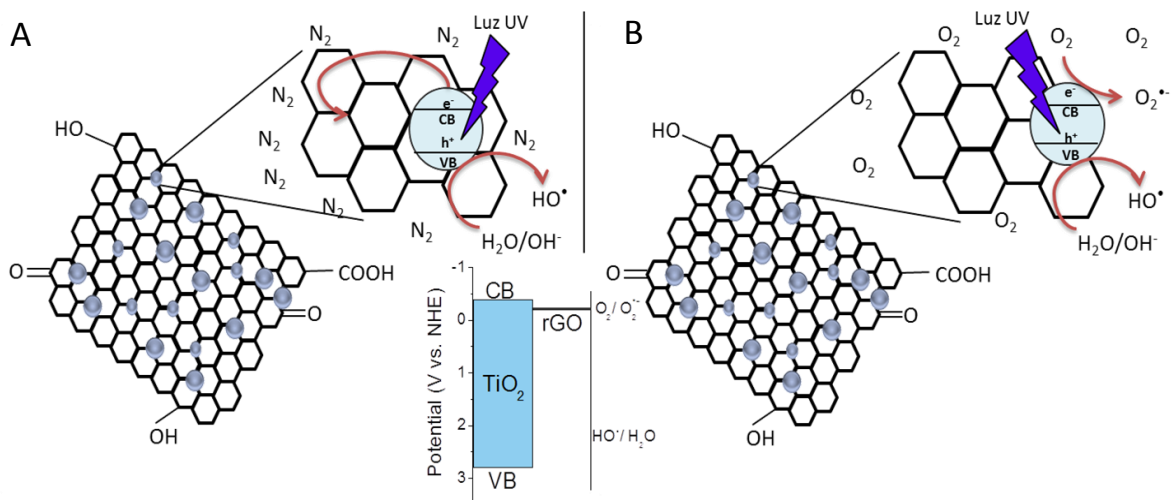 A
N₂
N₂
Luz UV
N₂
e⁻
CB
h⁺
VB
N₂
N₂
N₂
N₂
N₂
HO•
H₂O/OH⁻
HO
O
COOH
O
OH
Potential (V vs. NHE)
-1
0
1
2
3
CB
TiO₂
VB
rGO
O₂/ O₂•⁻
HO•/ H₂O
B
O₂
Luz UV
O₂
O₂
e⁻
CB
h⁺
VB
O₂•-
O₂
O₂
O₂
HO•
H₂O/OH⁻
HO
O
COOH
O
OH